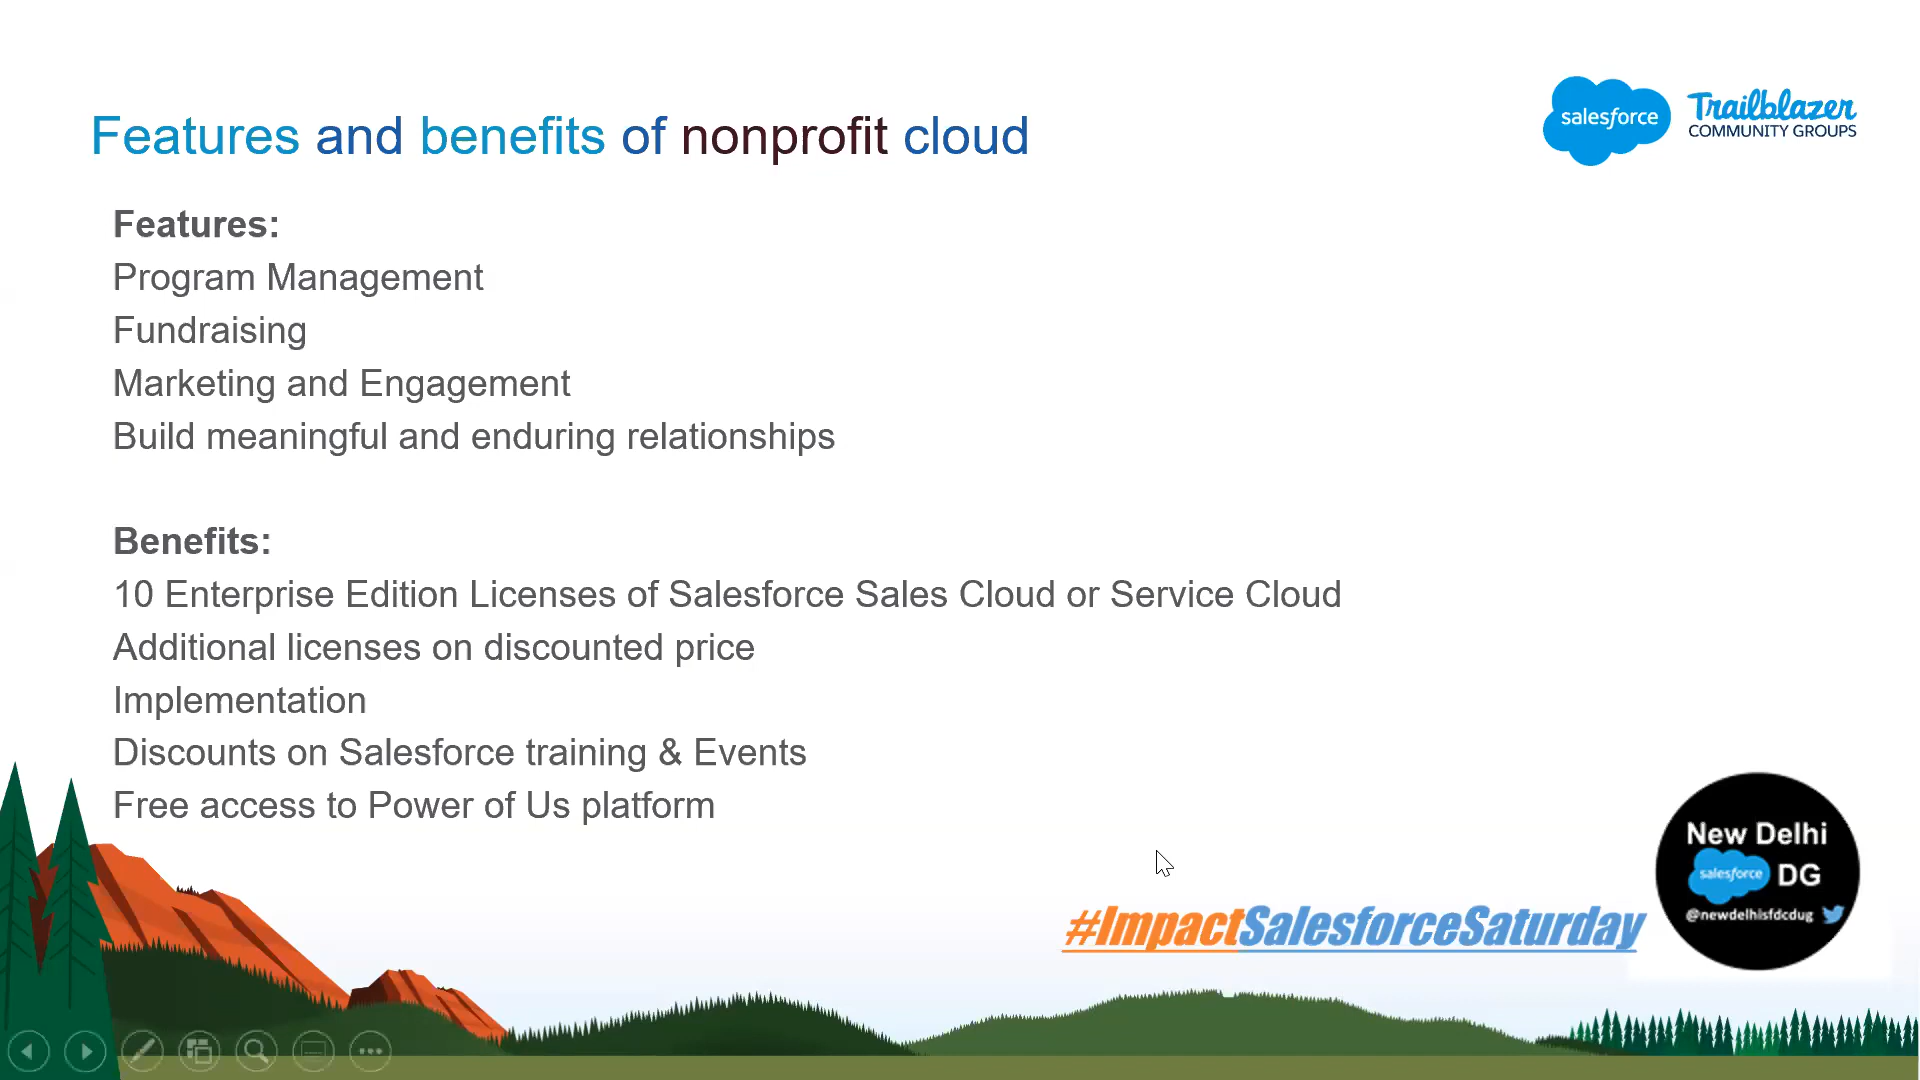 Features and benefits of nonprofit cloud
salesforce
Trailblazer
COMMUNITY GROUPS
Features:
Program Management
Fundraising
Marketing and Engagement
Build meaningful and enduring relationships
Benefits:
10 Enterprise Edition Licenses of Salesforce Sales Cloud or Service Cloud
Additional licenses on discounted price
Implementation
Discounts on Salesforce training & Events
Free access to Power of Us platform
#ImpactSalesforceSaturday
New Delhi
salesforce DG
@newdelhisfdcdug